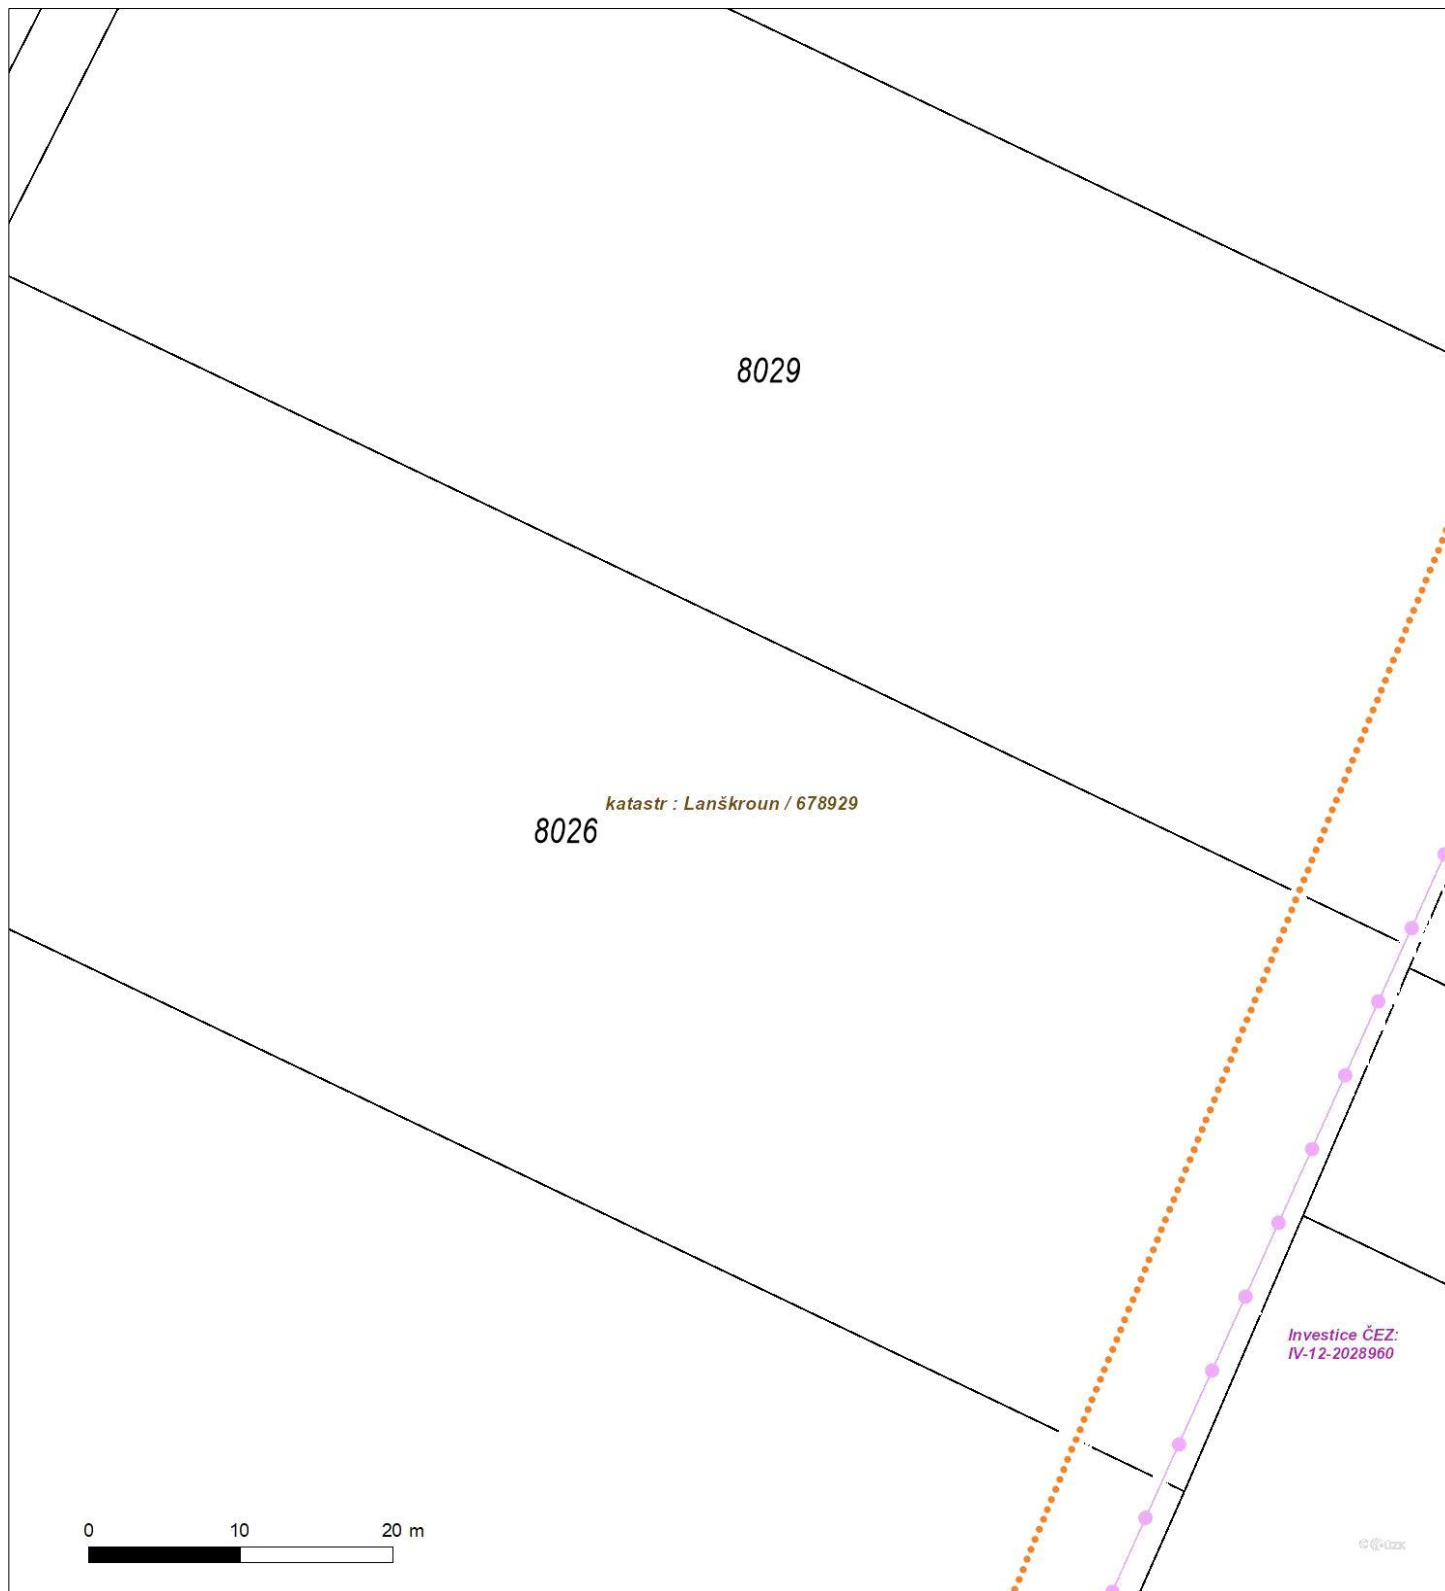 8029
katastr : Lanškroun / 678929
8026
Investice ČEZ:
IV-12-2028960
0 10 20 m